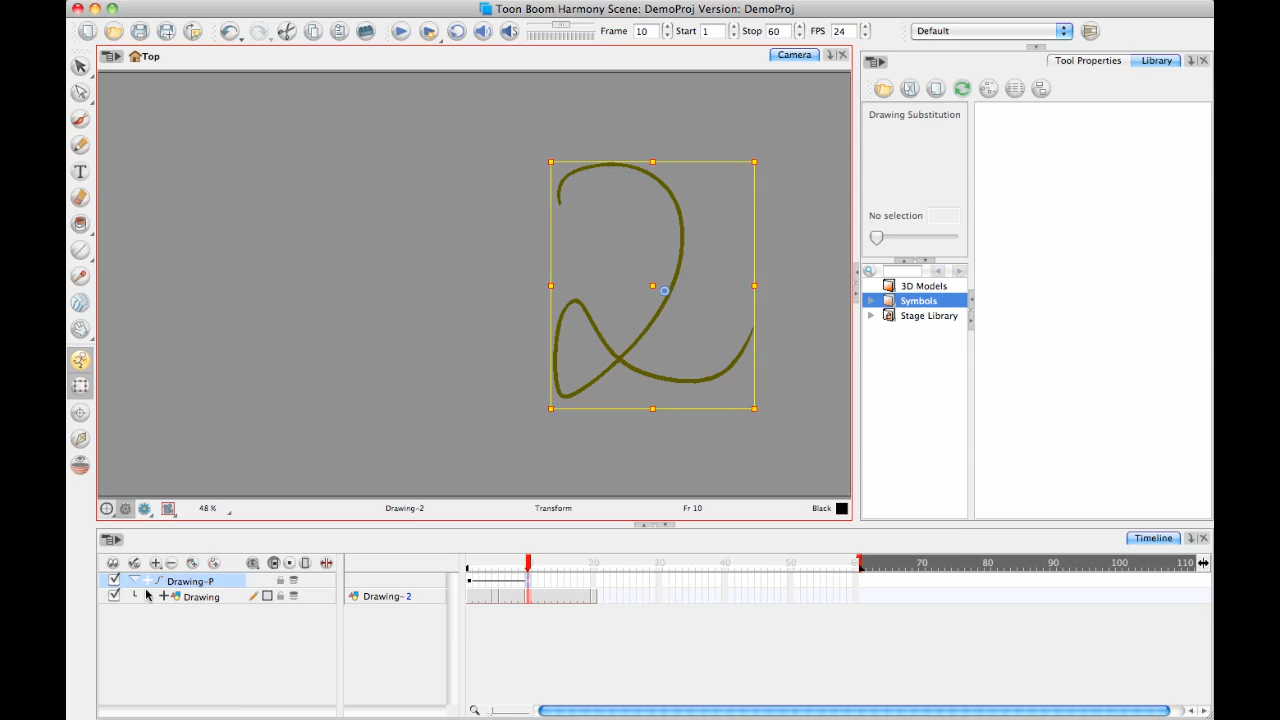 Toon Boom Harmony Scene: DemoProj Version: DemoProj
Frame 10 Start 1 Stop 60 FPS 24 Default
Top Camera
Tool Properties Library
Drawing Substitution
No selection
3D Models
Symbols
Stage Library
T
48 % Drawing-2 Transform Fr 10 Black
Timeline
20 30 40 50 70 80 90 100 110
Drawing-P
Drawing Drawing-2